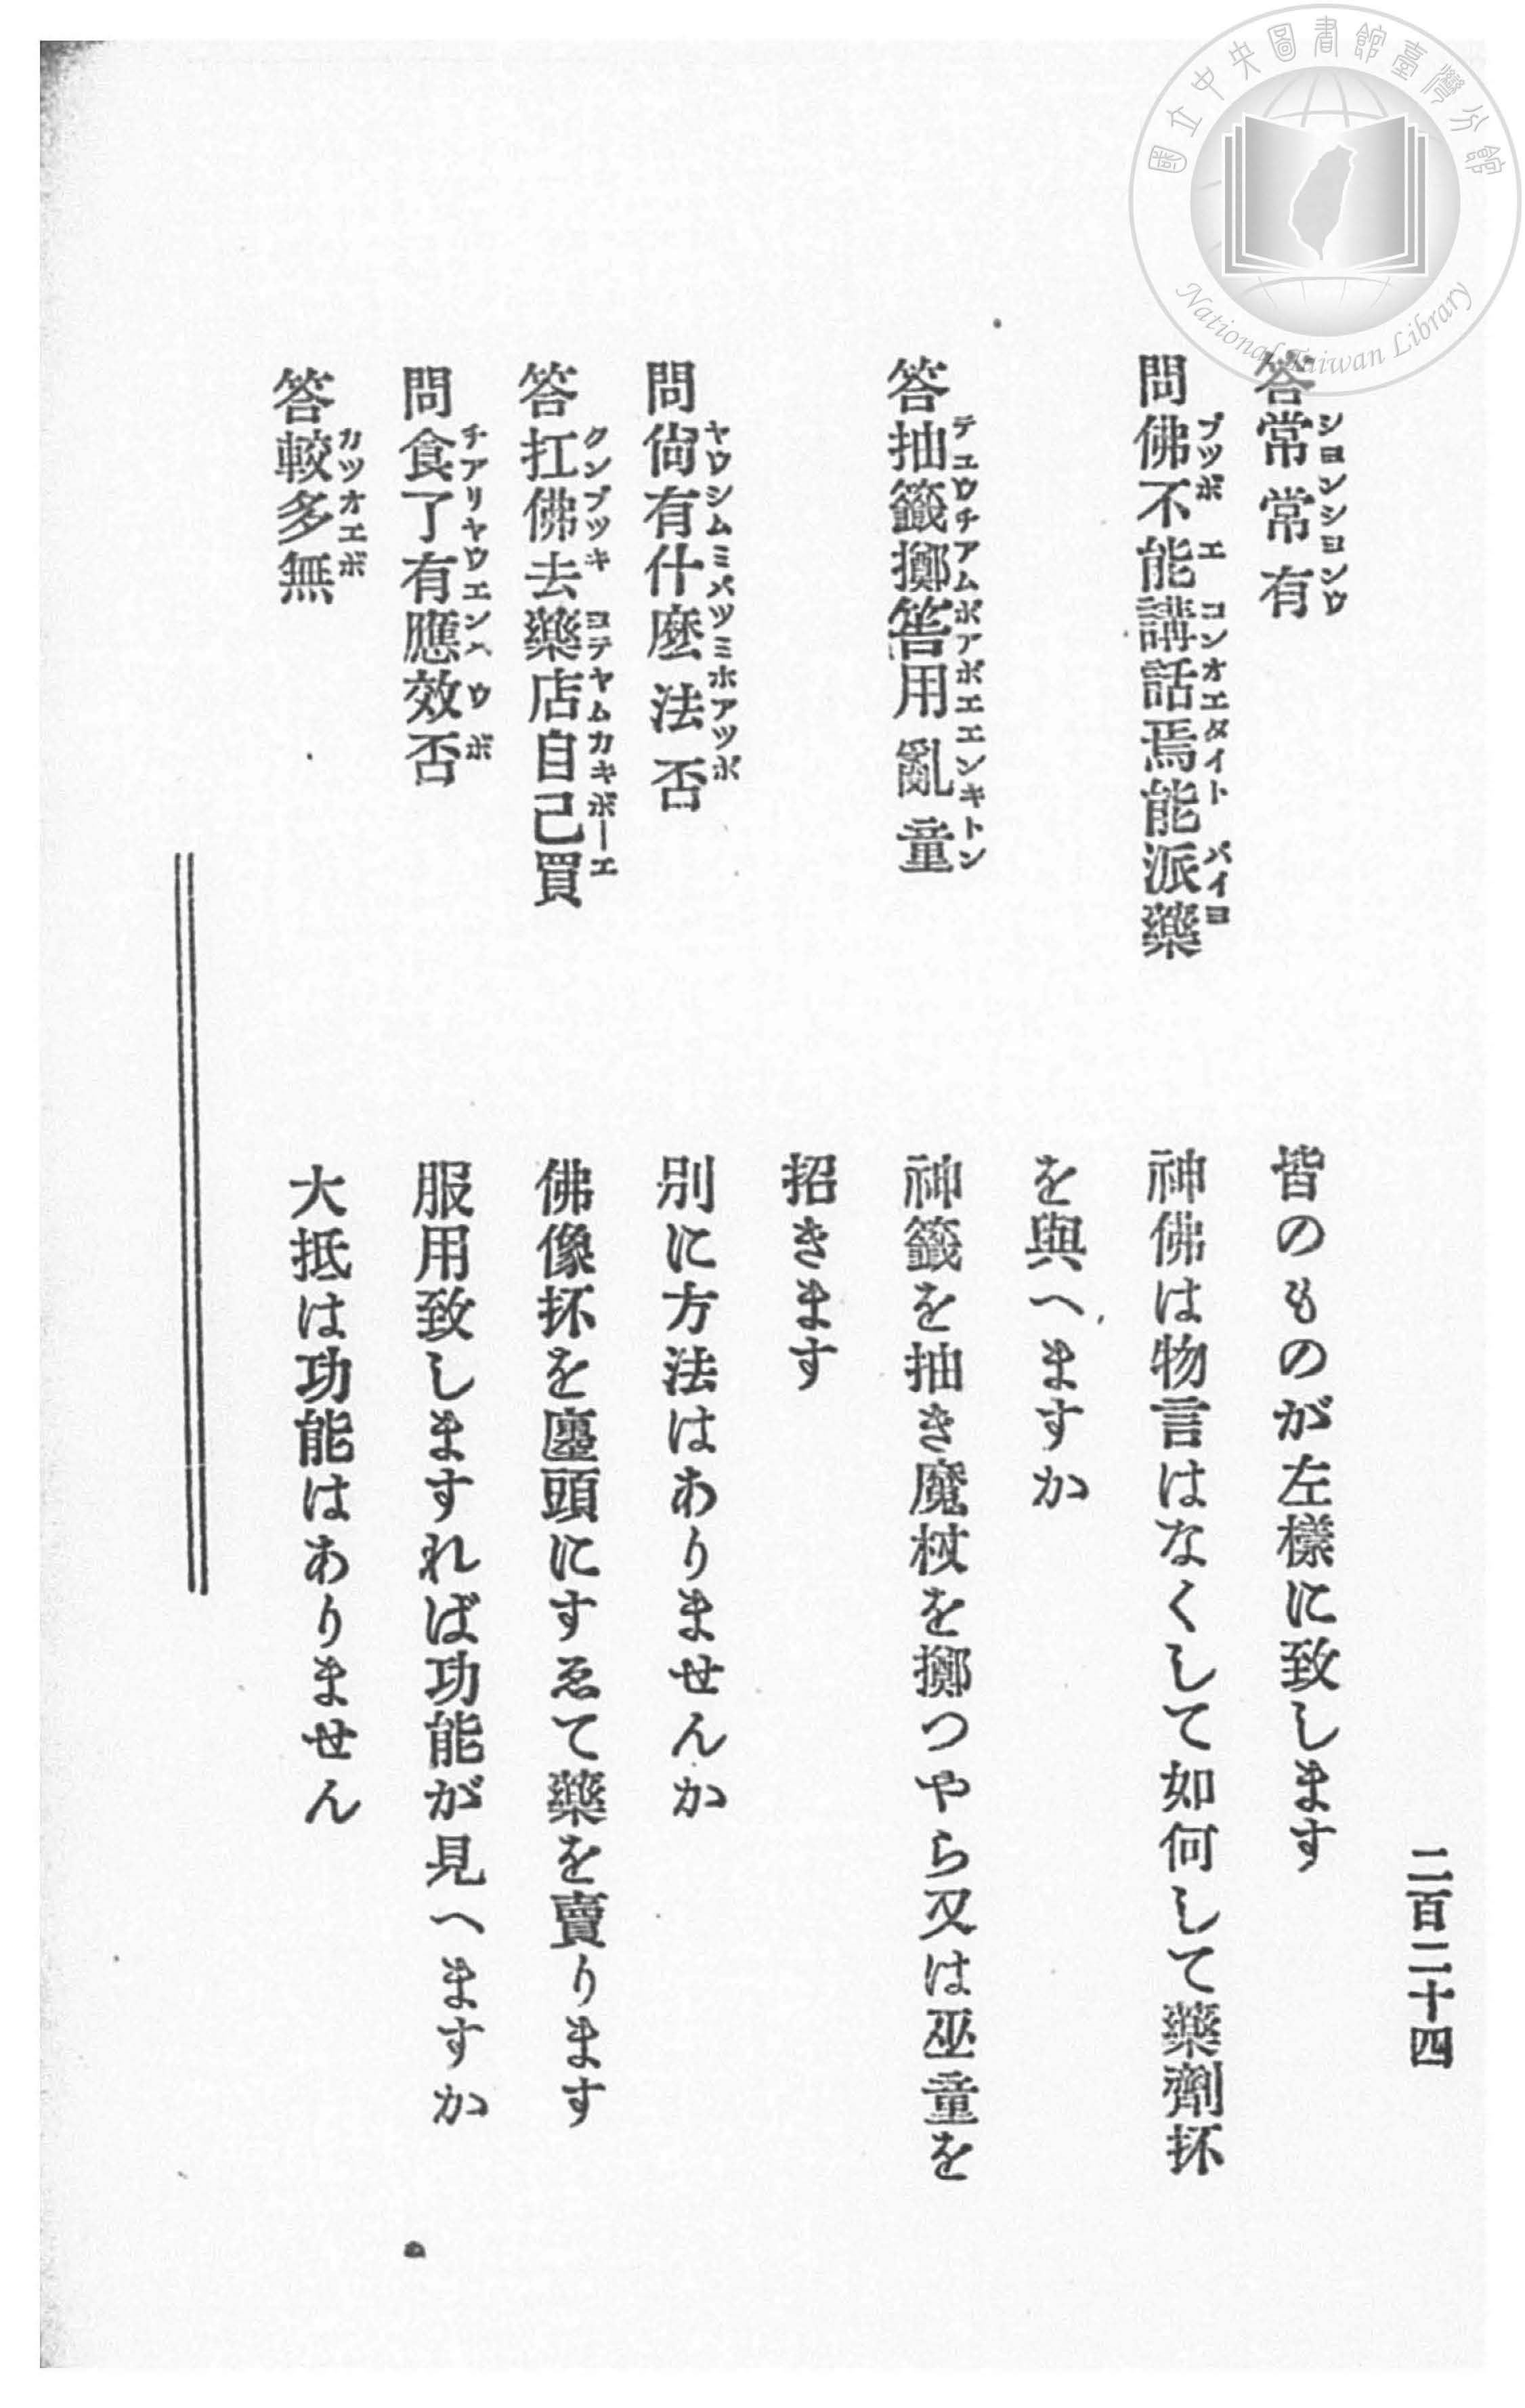 國立中央圖書館臺灣分館
National Taiwan Library
二百二十四
答常常有
シヨンシヨンウ
皆のものが左樣に致します
問佛不能講話焉能派藥
ブツボエコンオエタイトパイヨ
神佛は物言はなくして如何して藥劑抔
を與へますか
答抽籤擲筶用亂童
テユウチアムボアボエエンキトン
神籤を抽き魔杖を擲つやら又は巫童を
招きます
問尙有什麽法否
ヤウシムミバツミホアツボ
別に方法はありませんか
答扛佛去藥店自己買
クンブツキヨテヤムカキボーエ
佛像抔を廛頭にすゑて藥を賣ります
問食了有應效否
チアリヤウエンハウボ
服用致しますれば功能が見へますか
答較多無
カツオエボ
大抵は功能はありません